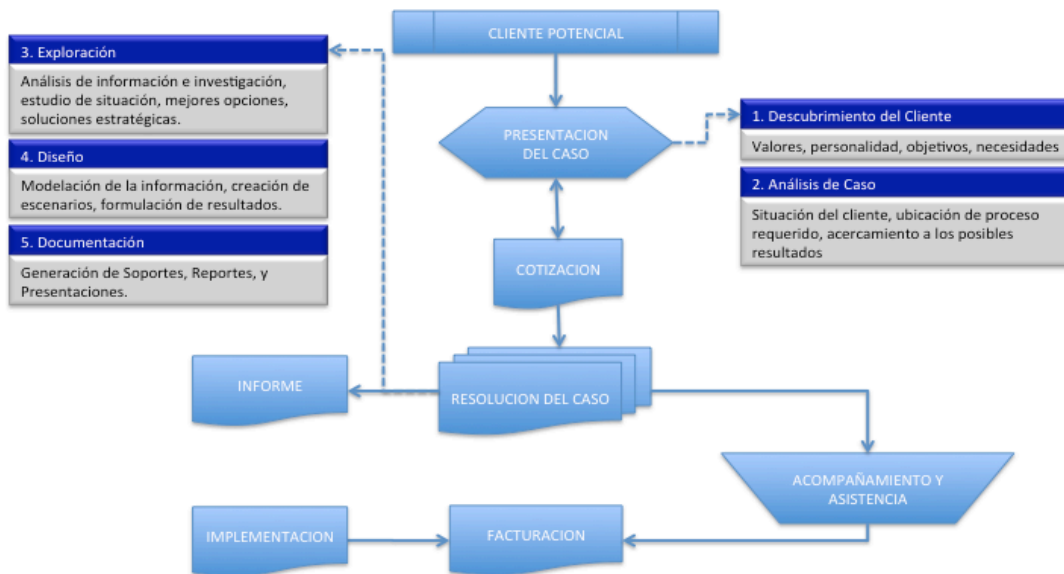 CLIENTE POTENCIAL
3. Exploración
Análisis de información e investigación,
estudio de situación, mejores opciones,
soluciones estratégicas.
4. Diseño
Modelación de la información, creación de
escenarios, formulación de resultados.
5. Documentación
Generación de Soportes, Reportes, y
Presentaciones.
PRESENTACION
DEL CASO
1. Descubrimiento del Cliente
Valores, personalidad, objetivos, necesidades
2. Análisis de Caso
Situación del cliente, ubicación de proceso
requerido, acercamiento a los posibles
resultados
COTIZACION
INFORME
RESOLUCION DEL CASO
ACOMPAÑAMIENTO Y
ASISTENCIA
IMPLEMENTACION
FACTURACION